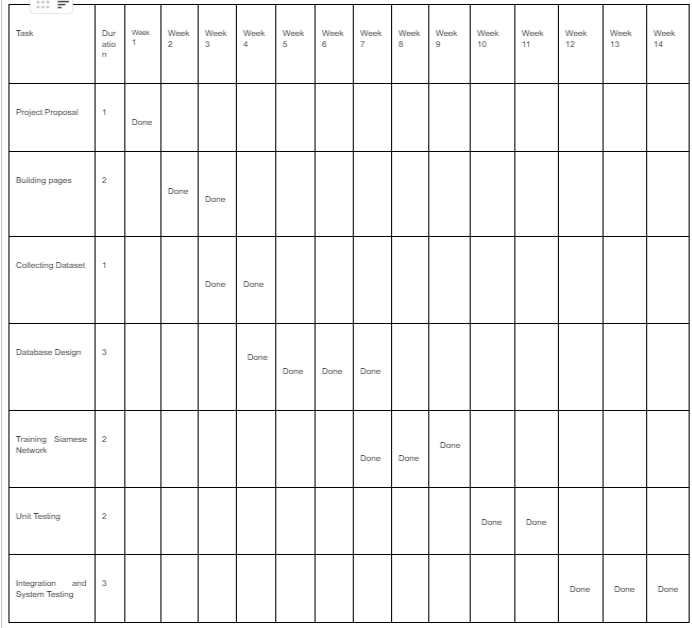 Task Duration Week 1 Week 2 Week 3 Week 4 Week 5 Week 6 Week 7 Week 8 Week 9 Week 10 Week 11 Week 12 Week 13 Week 14
Project Proposal 1 Done
Building pages 2 Done Done
Collecting Dataset 1 Done Done
Database Design 3 Done Done Done Done
Training Siamese Network 2 Done Done Done
Unit Testing 2 Done Done
Integration and System Testing 3 Done Done Done